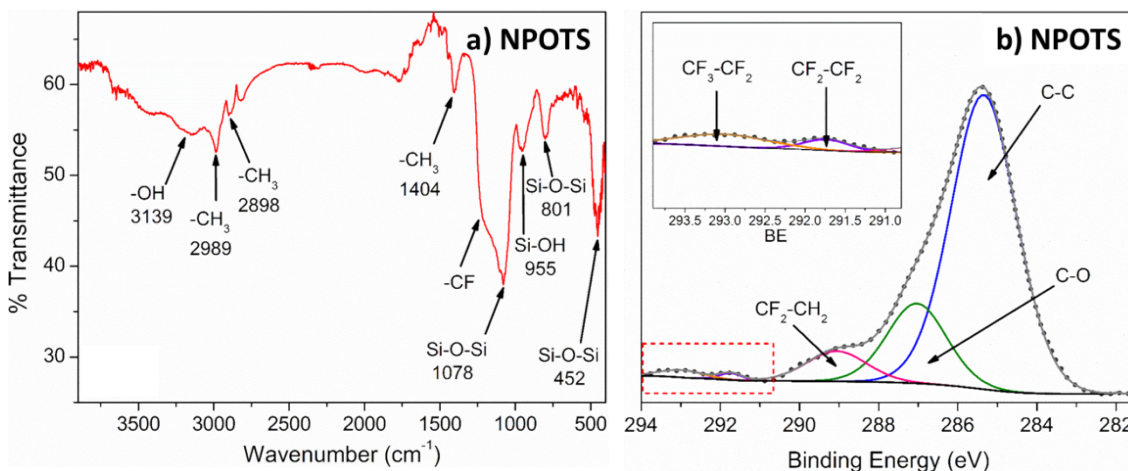 a) NPOTS
% Transmittance
60
50
40
30
-OH
3139
-CH₃
2989
-CH₃
2898
-CH₃
1404
-CF
Si-O-Si
1078
Si-OH
955
Si-O-Si
801
Si-O-Si
452
3500 3000 2500 2000 1500 1000 500
Wavenumber (cm⁻¹)
b) NPOTS
CF₃-CF₂
CF₂-CF₂
293.5 293.0 292.5 292.0 291.5 291.0
BE
C-C
C-O
CF₂-CH₂
294 292 290 288 286 284 282
Binding Energy (eV)